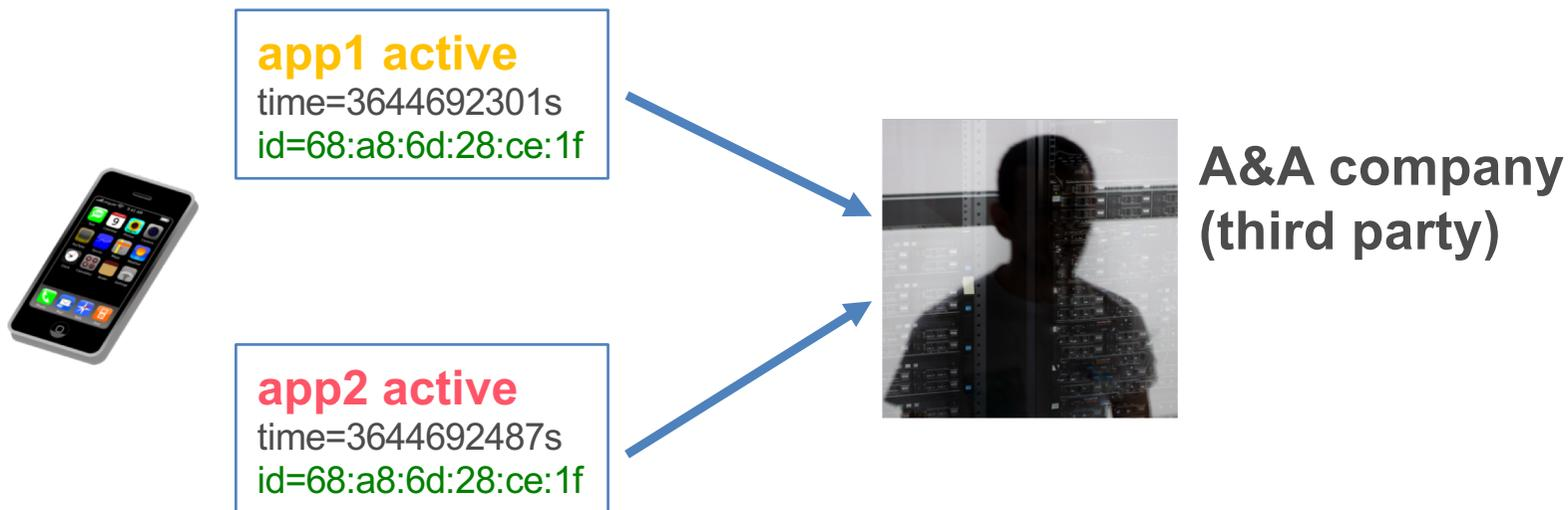 app1 active
time=3644692301s
id=68:a8:6d:28:ce:1f
A&A company
(third party)
app2 active
time=3644692487s
id=68:a8:6d:28:ce:1f